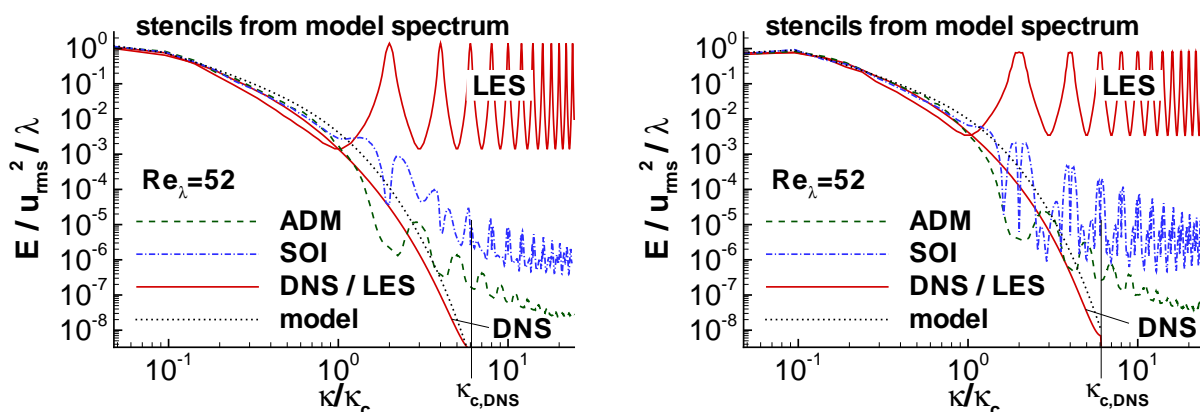 stencils from model spectrum
10^0
10^-1
10^-2
10^-3
10^-4
10^-5
10^-6
10^-7
10^-8
E / u_rms^2 / λ
LES
Re_λ=52
ADM
SOI
DNS / LES
model
DNS
10^-1
10^0
10^1
κ/κ_c
κ_c,DNS
stencils from model spectrum
10^0
10^-1
10^-2
10^-3
10^-4
10^-5
10^-6
10^-7
10^-8
E / u_rms^2 / λ
LES
Re_λ=52
ADM
SOI
DNS / LES
model
DNS
10^-1
10^0
10^1
κ/κ_c
κ_c,DNS